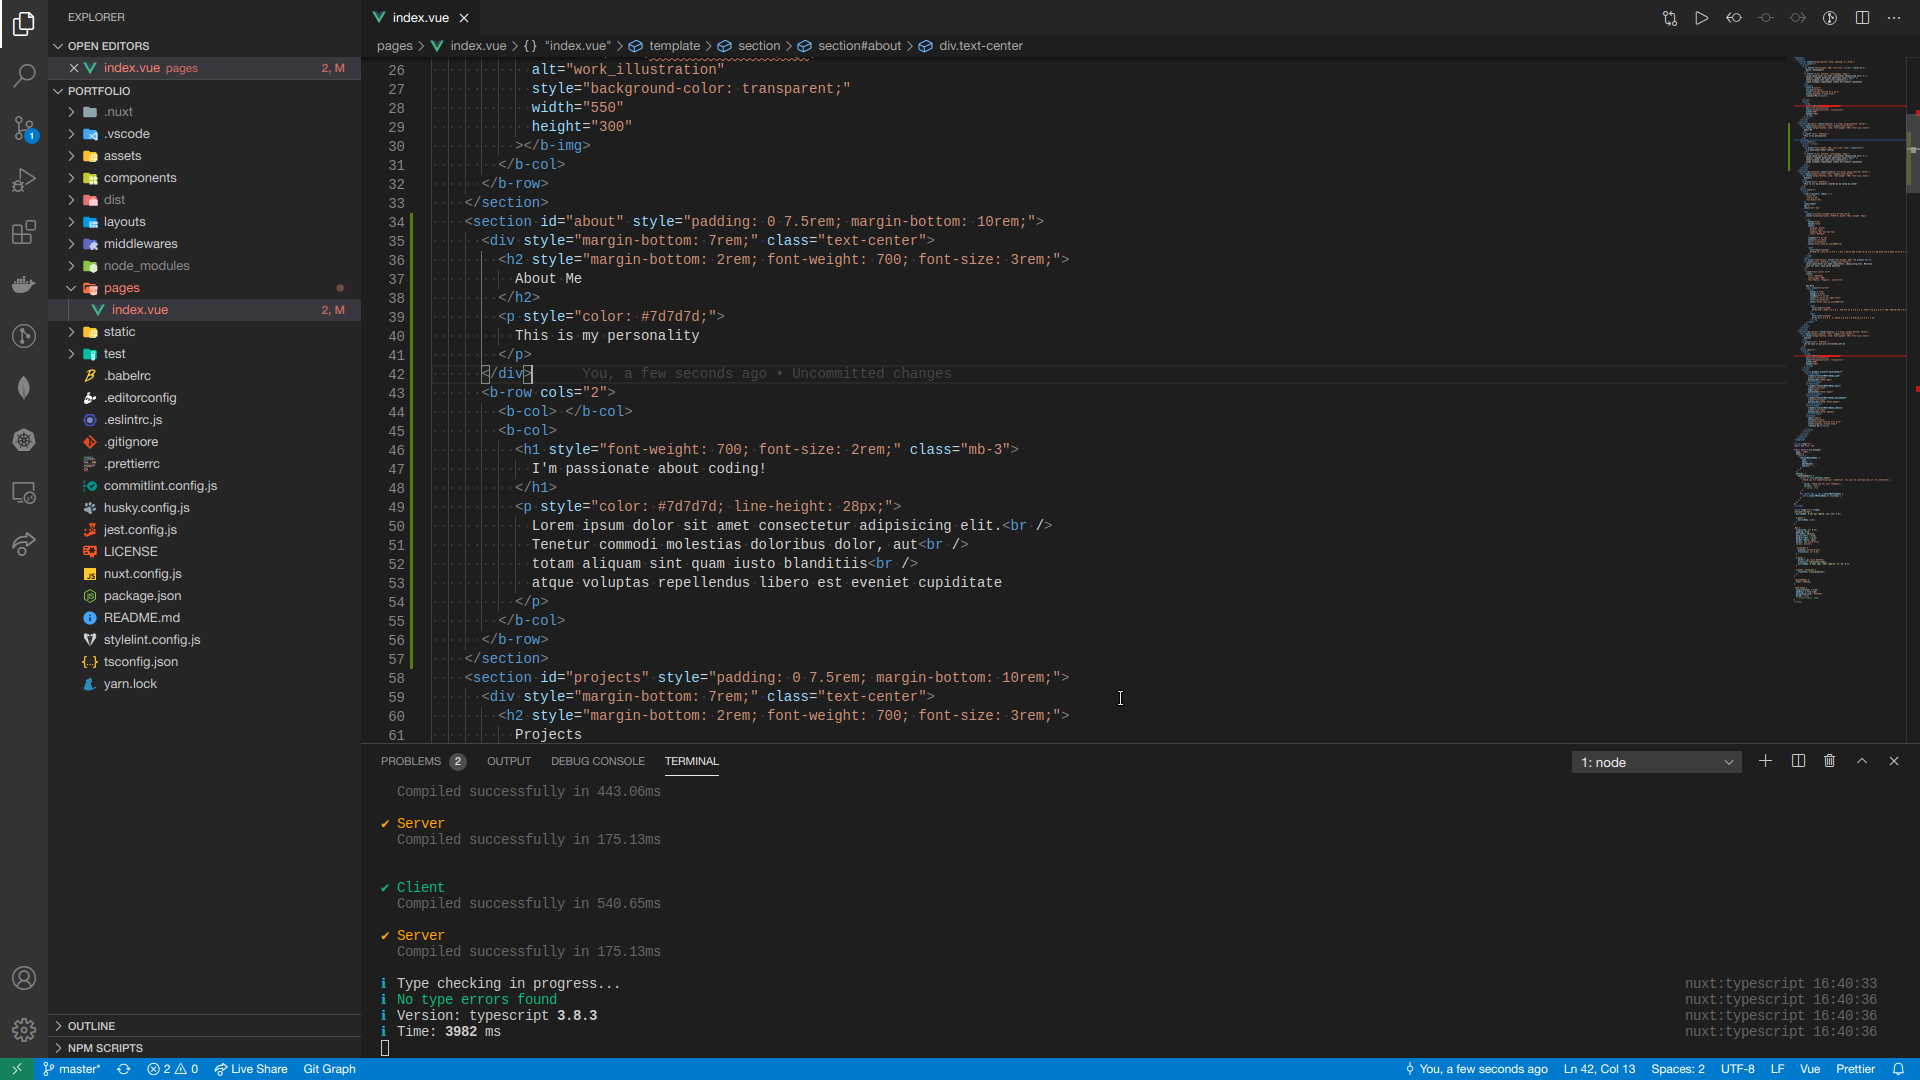 EXPLORER
OPEN EDITORS
index.vue pages 2, M
PORTFOLIO
.nuxt
.vscode
assets
components
dist
layouts
middlewares
node_modules
pages
index.vue 2, M
static
test
.babelrc
.editorconfig
.eslintrc.js
.gitignore
.prettierrc
commitlint.config.js
husky.config.js
jest.config.js
LICENSE
nuxt.config.js
package.json
README.md
stylelint.config.js
tsconfig.json
yarn.lock
OUTLINE
NPM SCRIPTS
1
index.vue
pages > index.vue > {} "index.vue" > template > section > section#about > div.text-center
26 alt="work_illustration"
27 style="background-color: transparent;"
28 width="550"
29 height="300"
30 ></b-img>
31 </b-col>
32 </b-row>
33 </section>
34 <section id="about" style="padding: 0 7.5rem; margin-bottom: 10rem;">
35 <div style="margin-bottom: 7rem;" class="text-center">
36 <h2 style="margin-bottom: 2rem; font-weight: 700; font-size: 3rem;">
37 About Me
38 </h2>
39 <p style="color: #7d7d7d;">
40 This is my personality
41 </p>
42 </div> You, a few seconds ago • Uncommitted changes
43 <b-row cols="2">
44 <b-col> </b-col>
45 <b-col>
46 <h1 style="font-weight: 700; font-size: 2rem;" class="mb-3">
47 I'm passionate about coding!
48 </h1>
49 <p style="color: #7d7d7d; line-height: 28px;">
50 Lorem ipsum dolor sit amet consectetur adipisicing elit.<br />
51 Tenetur commodi molestias doloribus dolor, aut<br />
52 totam aliquam sint quam iusto blanditiis<br />
53 atque voluptas repellendus libero est eveniet cupiditate
54 </p>
55 </b-col>
56 </b-row>
57 </section>
58 <section id="projects" style="padding: 0 7.5rem; margin-bottom: 10rem;">
59 <div style="margin-bottom: 7rem;" class="text-center">
60 <h2 style="margin-bottom: 2rem; font-weight: 700; font-size: 3rem;">
61 Projects
PROBLEMS 2 OUTPUT DEBUG CONSOLE TERMINAL 1: node
Compiled successfully in 443.06ms
✔ Server
Compiled successfully in 175.13ms
✔ Client
Compiled successfully in 540.65ms
✔ Server
Compiled successfully in 175.13ms
ℹ Type checking in progress... nuxt:typescript 16:40:33
ℹ No type errors found nuxt:typescript 16:40:36
ℹ Version: typescript 3.8.3 nuxt:typescript 16:40:36
ℹ Time: 3982 ms nuxt:typescript 16:40:36
master* 2 0 Live Share Git Graph You, a few seconds ago Ln 42, Col 13 Spaces: 2 UTF-8 LF Vue Prettier